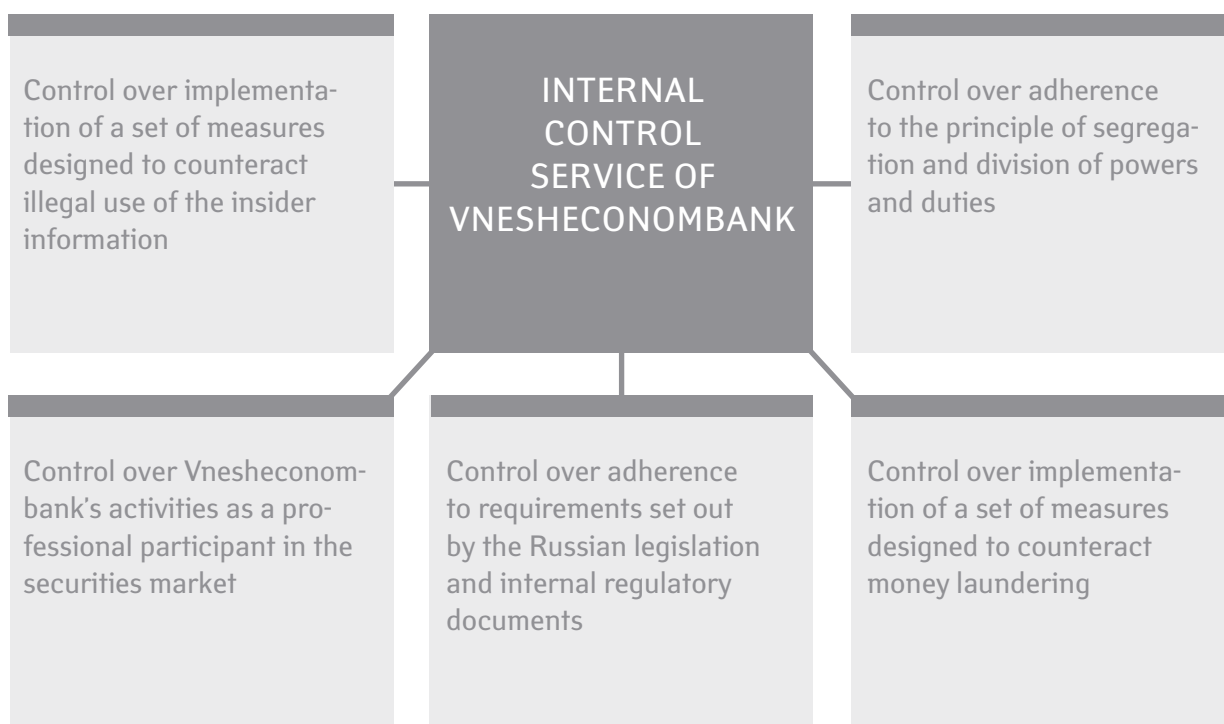 Control over implementa-
tion of a set of measures
designed to counteract
illegal use of the insider
information
INTERNAL
CONTROL
SERVICE OF
VNESHECONOMBANK
Control over adherence
to the principle of segrega-
tion and division of powers
and duties
Control over Vnesheconom-
bank’s activities as a pro-
fessional participant in the
securities market
Control over adherence
to requirements set out
by the Russian legislation
and internal regulatory
documents
Control over implementa-
tion of a set of measures
designed to counteract
money laundering